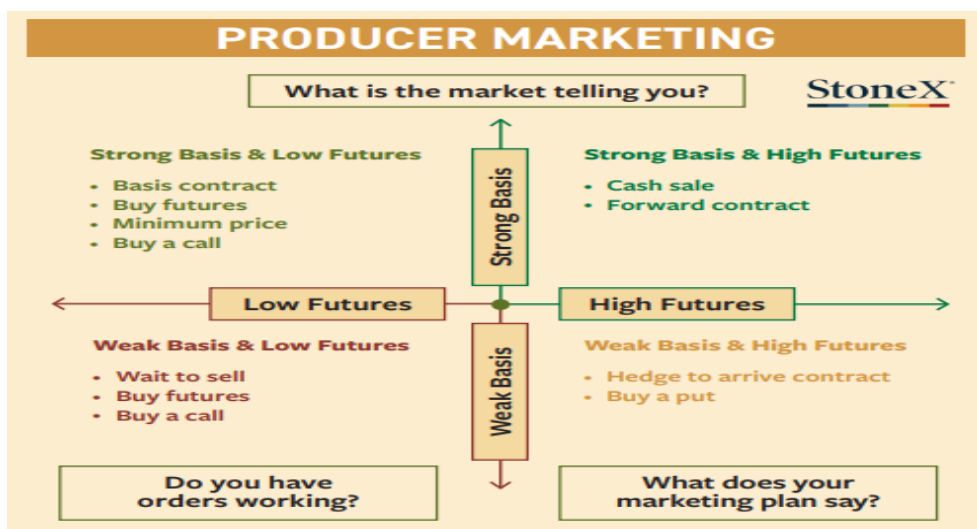 PRODUCER MARKETING
What is the market telling you?
StoneX®
Strong Basis & Low Futures
• Basis contract
• Buy futures
• Minimum price
• Buy a call
Strong Basis
Strong Basis & High Futures
• Cash sale
• Forward contract
Low Futures
High Futures
Weak Basis & Low Futures
• Wait to sell
• Buy futures
• Buy a call
Weak Basis
Weak Basis & High Futures
• Hedge to arrive contract
• Buy a put
Do you have
orders working?
What does your
marketing plan say?